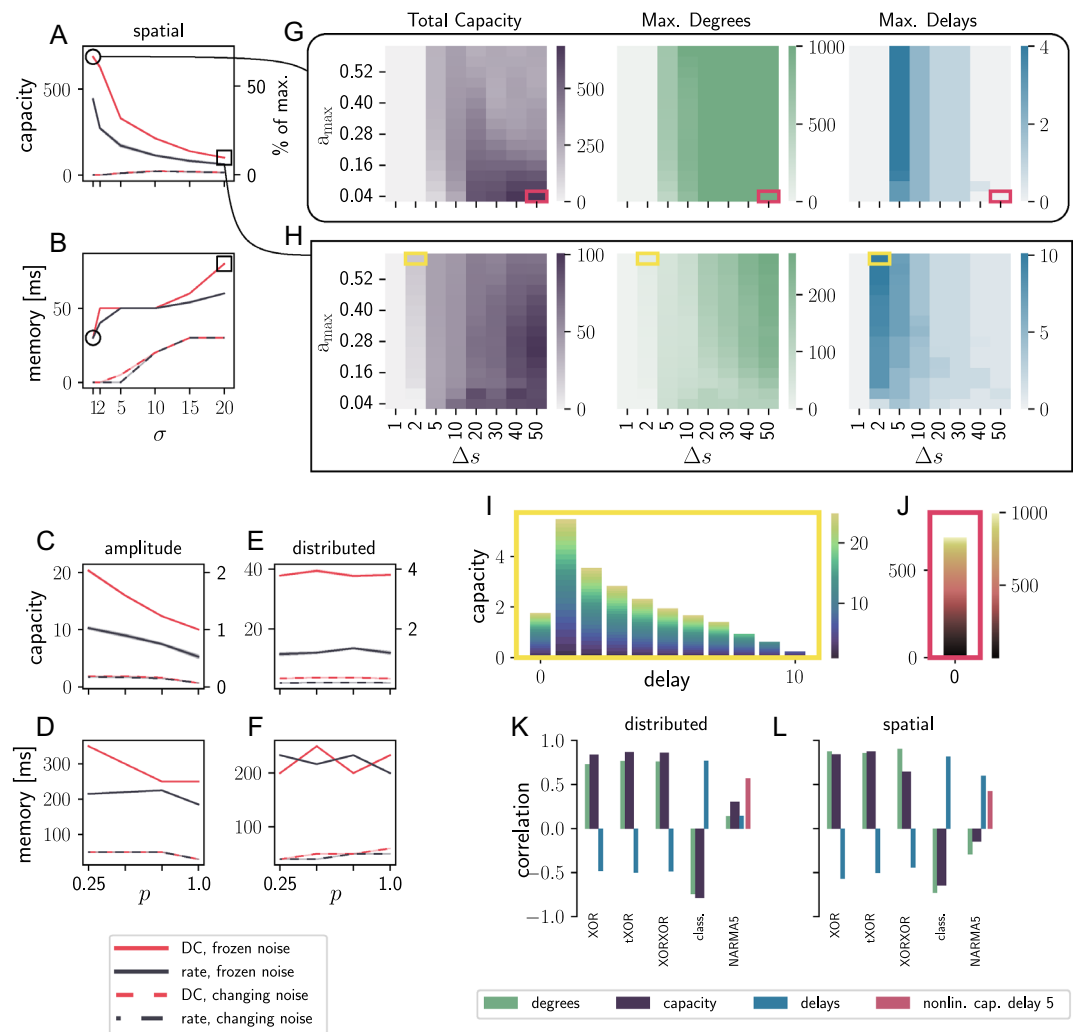 A
spatial
capacity
500
0
50
0
% of max.
B
memory [ms]
50
0
1 2 5 10 15 20
σ
G
Total Capacity
Max. Degrees
Max. Delays
a_max
0.52
0.40
0.28
0.16
0.04
500
250
0
1000
500
0
4
2
0
H
a_max
0.52
0.40
0.28
0.16
0.04
100
50
0
200
100
0
10
5
0
1 2 5 10 20 30 40 50
Δs
1 2 5 10 20 30 40 50
Δs
1 2 5 10 20 30 40 50
Δs
C
amplitude
capacity
20
10
0
2
1
0
E
distributed
40
20
4
2
D
memory [ms]
300
200
100
0.25 1.0
p
F
200
100
0.25 1.0
p
DC, frozen noise
rate, frozen noise
DC, changing noise
rate, changing noise
I
capacity
4
2
0
0 delay 10
20
10
J
500
0
0
1000
500
0
K
distributed
correlation
1.0
0.5
0.0
−0.5
−1.0
XOR
tXOR
XORXOR
class.
NARMA5
L
spatial
XOR
tXOR
XORXOR
class.
NARMA5
degrees
capacity
delays
nonlin. cap. delay 5